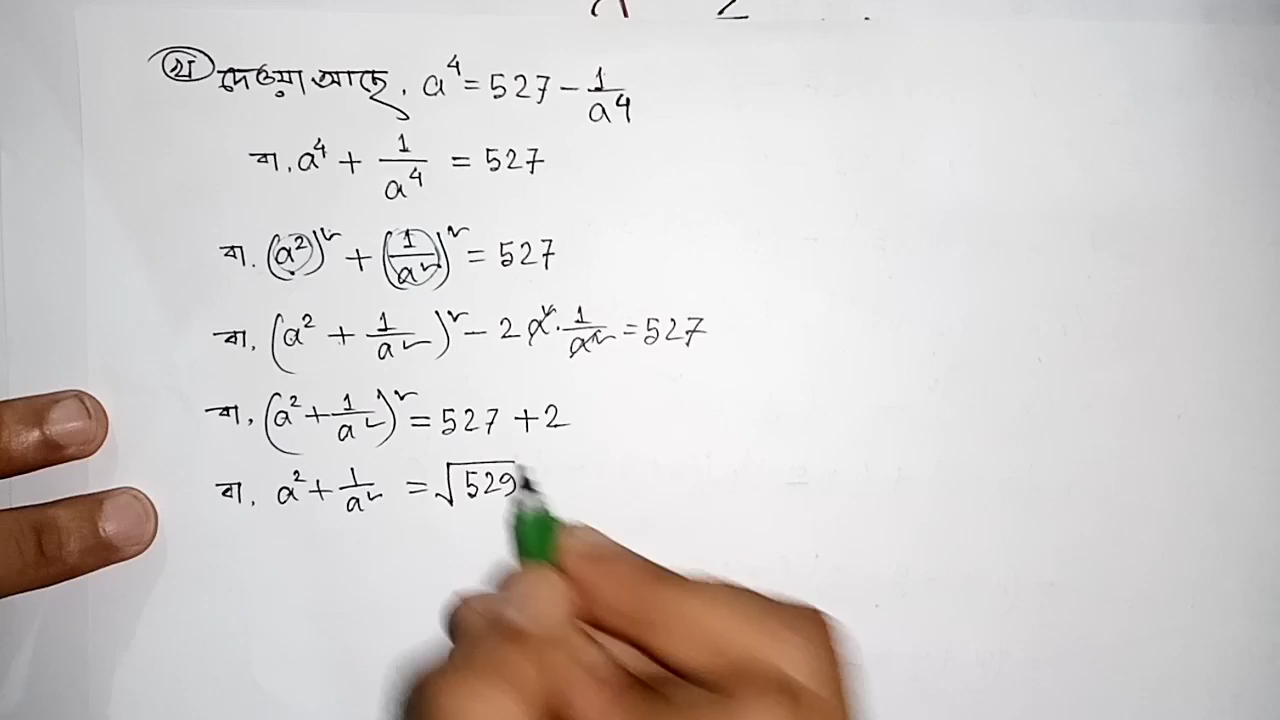 খ দেওয়া আছে, a⁴ = 527 - 1/a⁴
বা, a⁴ + 1/a⁴ = 527
বা, (a²)² + (1/a²)² = 527
বা, (a² + 1/a²)² - 2 a². 1/a² = 527
বা, (a² + 1/a²)² = 527 + 2
বা, a² + 1/a² = √529